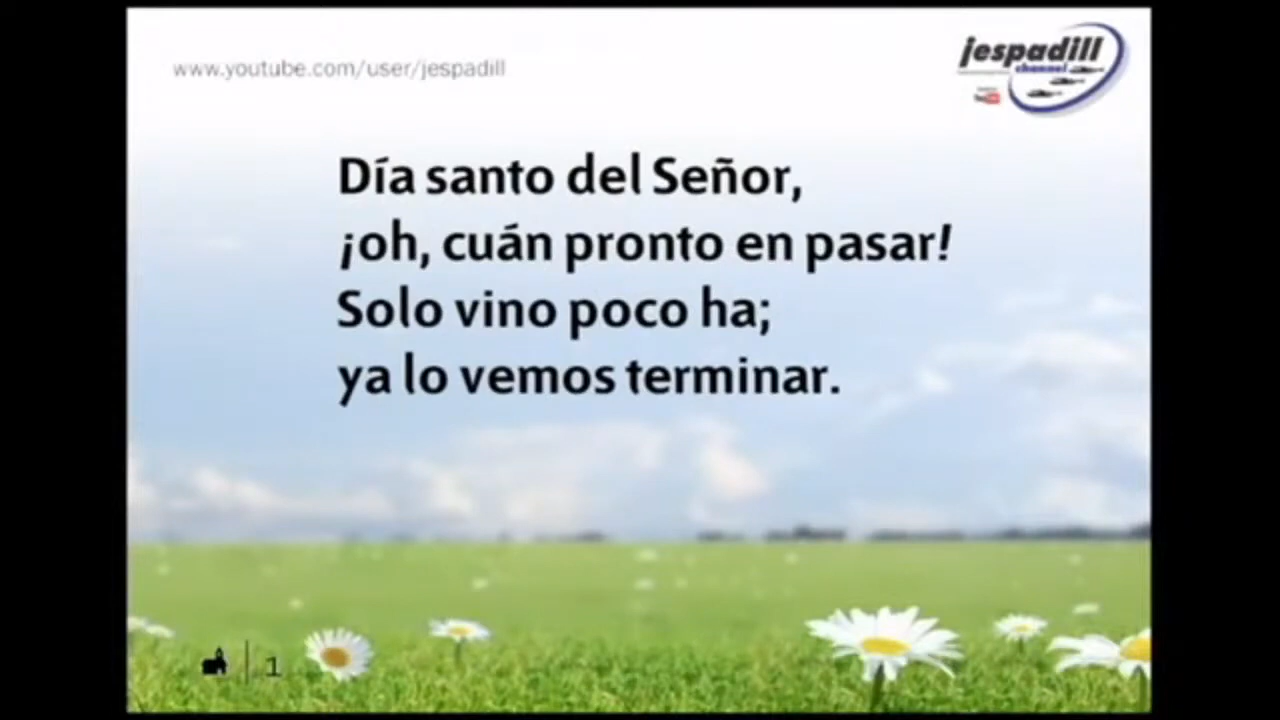 www.youtube.com/user/jespadill
jespadill
channel
Día santo del Señor,
¡oh, cuán pronto en pasar!
Solo vino poco ha;
ya lo vemos terminar.
1